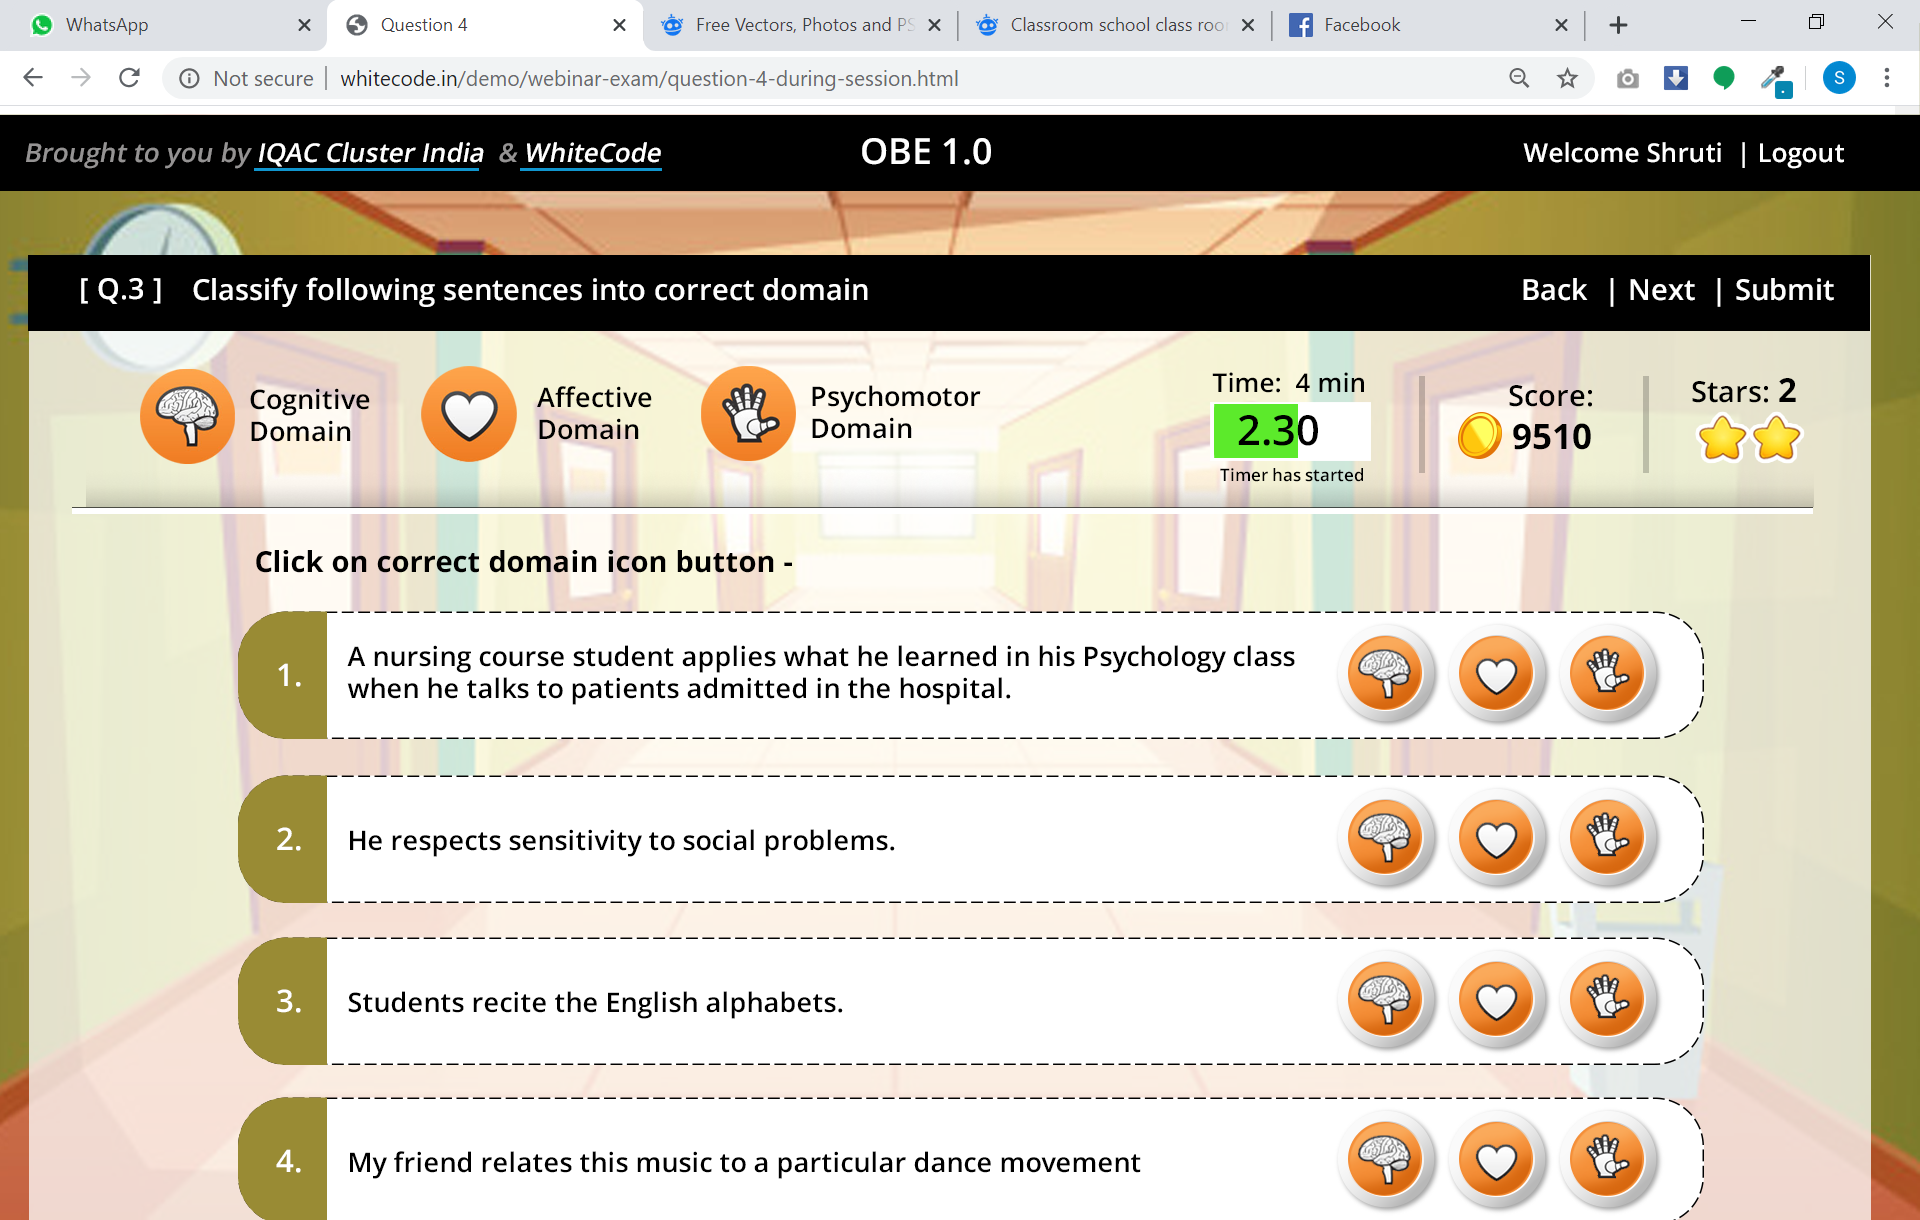 WhatsApp
Question 4
Free Vectors, Photos and PS
Classroom school class roo
Facebook
Not secure
whitecode.in/demo/webinar-exam/question-4-during-session.html
S
Brought to you by IQAC Cluster India & WhiteCode
OBE 1.0
Welcome Shruti | Logout
[ Q.3 ] Classify following sentences into correct domain
Back | Next | Submit
Cognitive
Domain
Affective
Domain
Psychomotor
Domain
Time: 4 min
2.30
Timer has started
Score:
9510
Stars: 2
Click on correct domain icon button -
1.
A nursing course student applies what he learned in his Psychology class
when he talks to patients admitted in the hospital.
2.
He respects sensitivity to social problems.
3.
Students recite the English alphabets.
4.
My friend relates this music to a particular dance movement